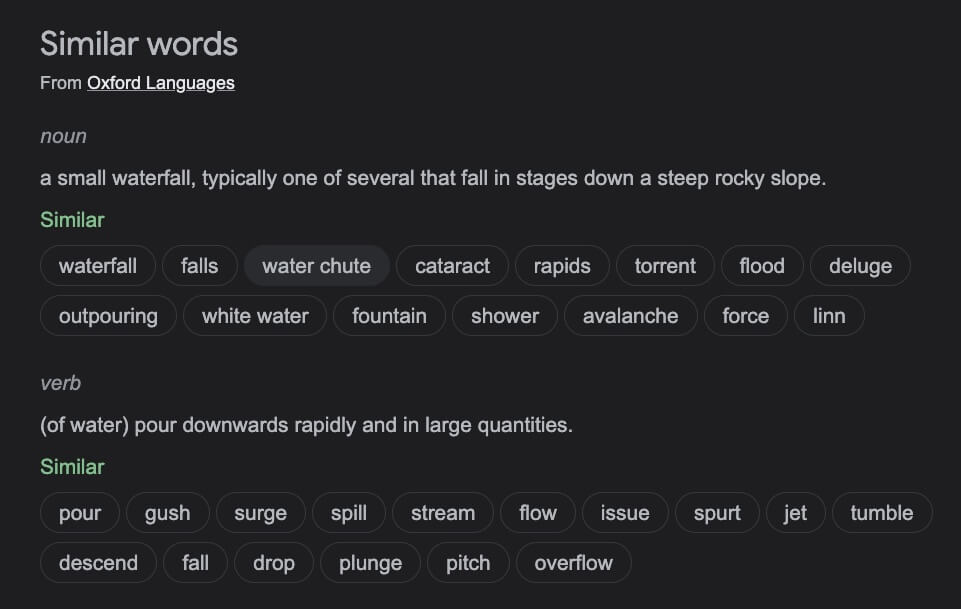 Similar words
From Oxford Languages
noun
a small waterfall, typically one of several that fall in stages down a steep rocky slope.
Similar
waterfall falls water chute cataract rapids torrent flood deluge
outpouring white water fountain shower avalanche force linn
verb
(of water) pour downwards rapidly and in large quantities.
Similar
pour gush surge spill stream flow issue spurt jet tumble
descend fall drop plunge pitch overflow